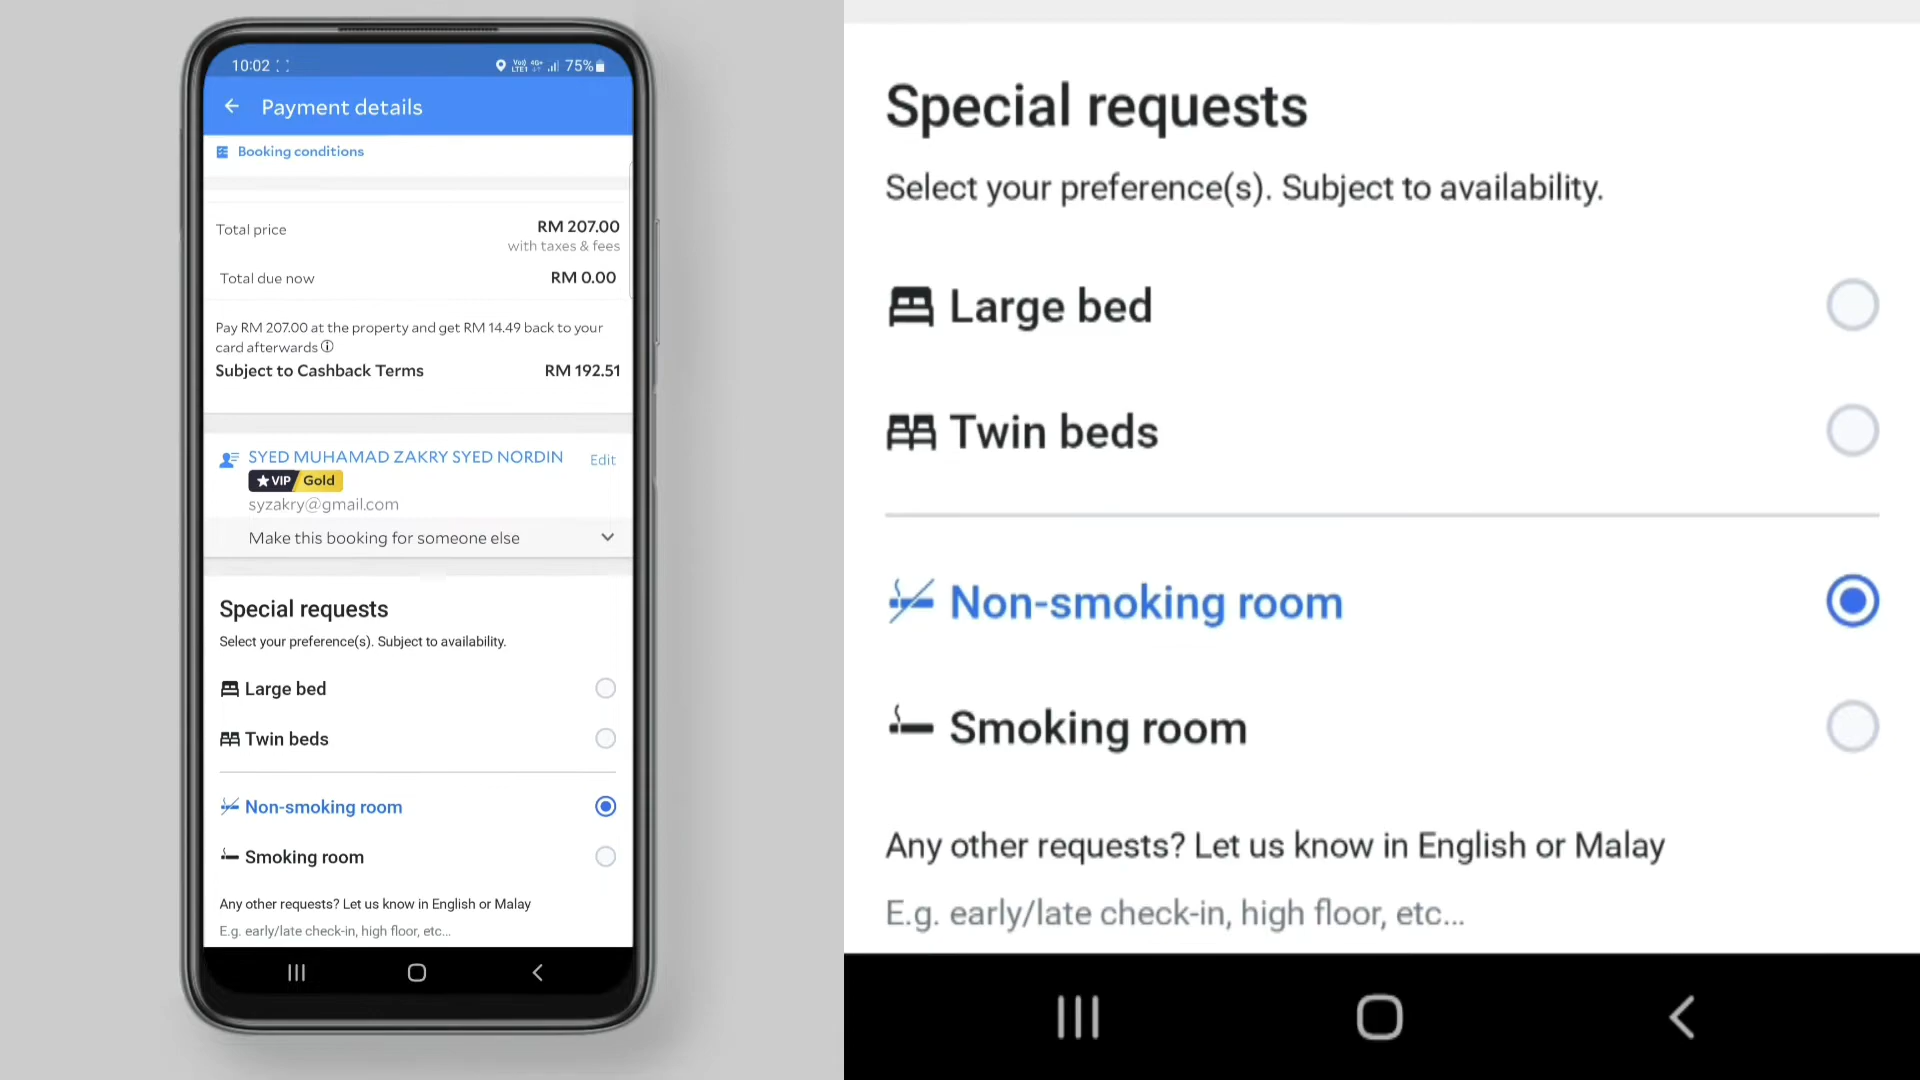 10:02
75%
Payment details
Booking conditions
Total price
RM 207.00
with taxes & fees
Total due now
RM 0.00
Pay RM 207.00 at the property and get RM 14.49 back to your
card afterwards
Subject to Cashback Terms
RM 192.51
SYED MUHAMAD ZAKRY SYED NORDIN
Edit
VIP Gold
syzakry@gmail.com
Make this booking for someone else
Special requests
Select your preference(s). Subject to availability.
Large bed
Twin beds
Non-smoking room
Smoking room
Any other requests? Let us know in English or Malay
E.g. early/late check-in, high floor, etc...
Special requests
Select your preference(s). Subject to availability.
Large bed
Twin beds
Non-smoking room
Smoking room
Any other requests? Let us know in English or Malay
E.g. early/late check-in, high floor, etc...